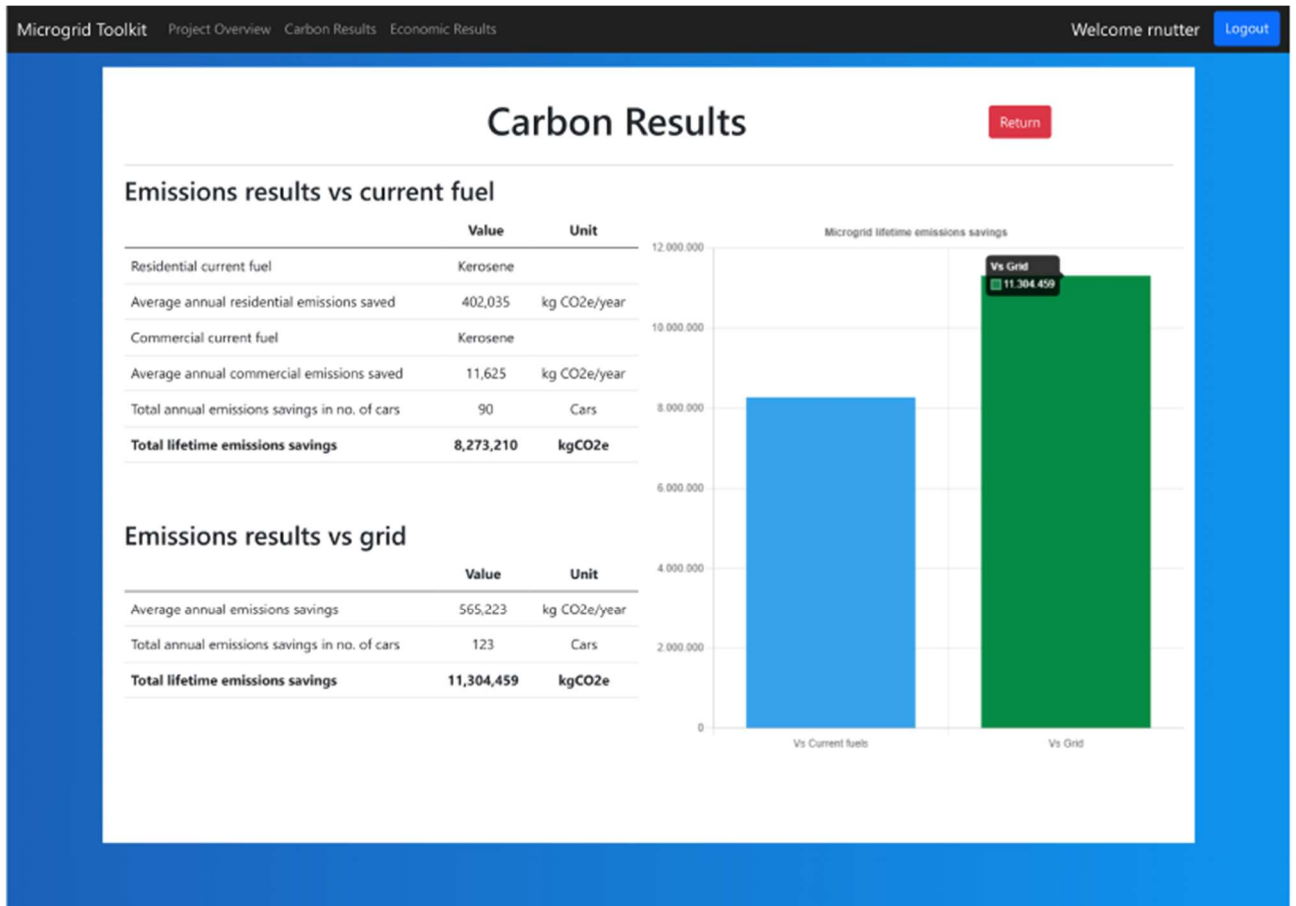 Microgrid Toolkit Project Overview Carbon Results Economic Results Welcome rnutter Logout
Carbon Results Return
Emissions results vs current fuel
Value Unit
Residential current fuel Kerosene
Average annual residential emissions saved 402,035 kg CO2e/year
Commercial current fuel Kerosene
Average annual commercial emissions saved 11,625 kg CO2e/year
Total annual emissions savings in no. of cars 90 Cars
Total lifetime emissions savings 8,273,210 kgCO2e
Emissions results vs grid
Value Unit
Average annual emissions savings 565,223 kg CO2e/year
Total annual emissions savings in no. of cars 123 Cars
Total lifetime emissions savings 11,304,459 kgCO2e
Microgrid lifetime emissions savings
12.000.000
Vs Grid
11.304.459
10.000.000
8.000.000
6.000.000
4.000.000
2.000.000
0
Vs Current fuels Vs Grid